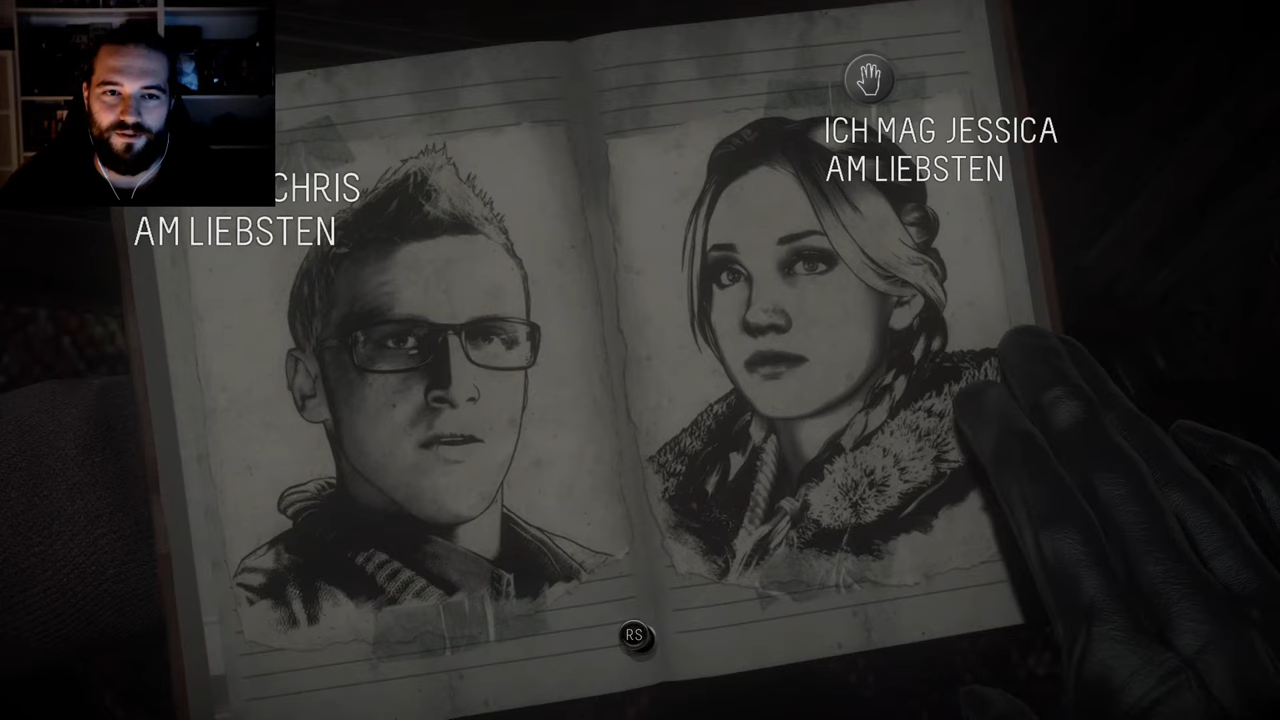 CHRIS
AM LIEBSTEN
ICH MAG JESSICA
AM LIEBSTEN
RS